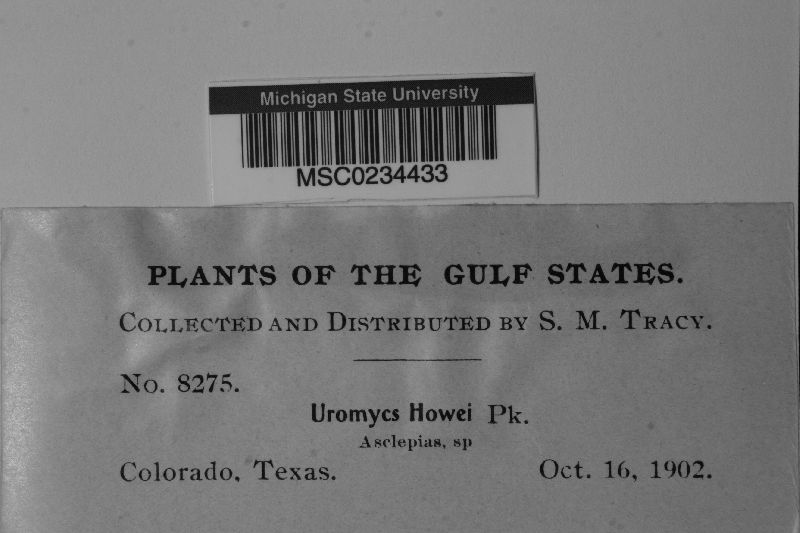 Michigan State University
MSC0234433
PLANTS OF THE GULF STATES.
COLLECTED AND DISTRIBUTED BY S. M. TRACY.
No. 8275.
Uromycs Howei Pk.
Asclepias, sp
Colorado, Texas. Oct. 16, 1902.